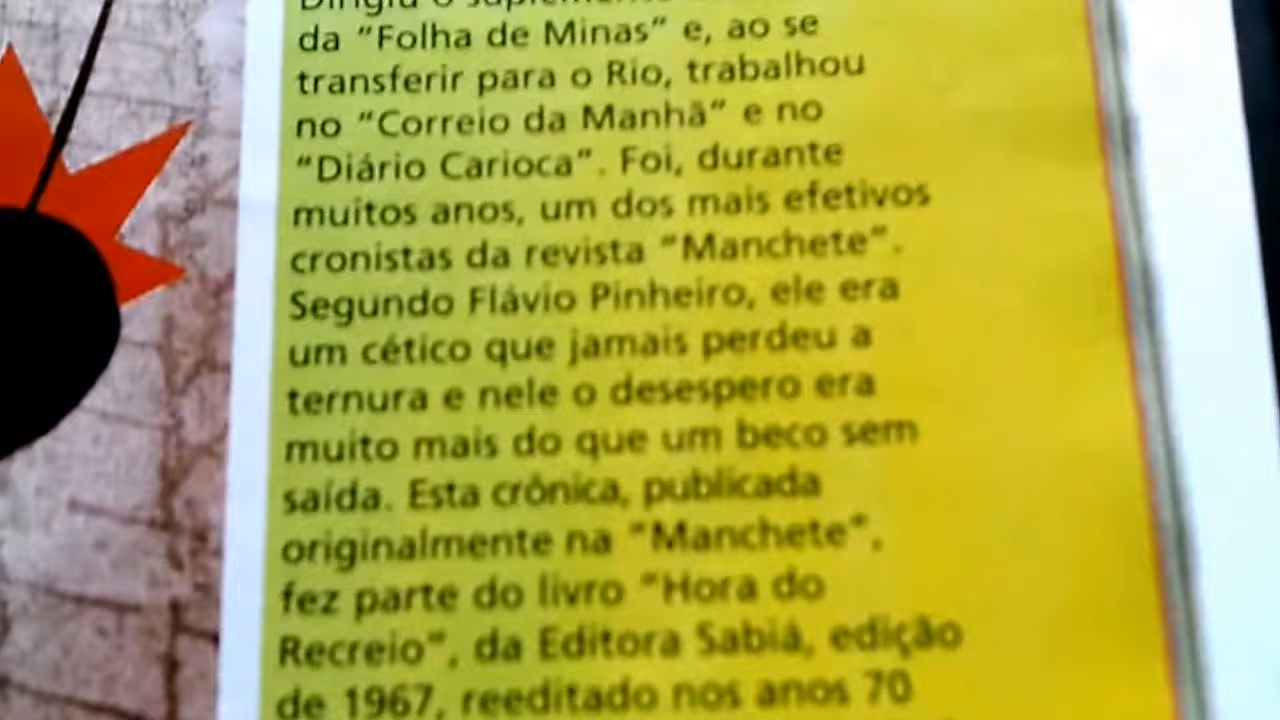 Dirigiu o suplemento
da “Folha de Minas” e, ao se
transferir para o Rio, trabalhou
no “Correio da Manhã” e no
“Diário Carioca”. Foi, durante
muitos anos, um dos mais efetivos
cronistas da revista “Manchete”.
Segundo Flávio Pinheiro, ele era
um cético que jamais perdeu a
ternura e nele o desespero era
muito mais do que um beco sem
saída. Esta crônica, publicada
originalmente na “Manchete”,
fez parte do livro “Hora do
Recreio”, da Editora Sabiá, edição
de 1967, reeditado nos anos 70